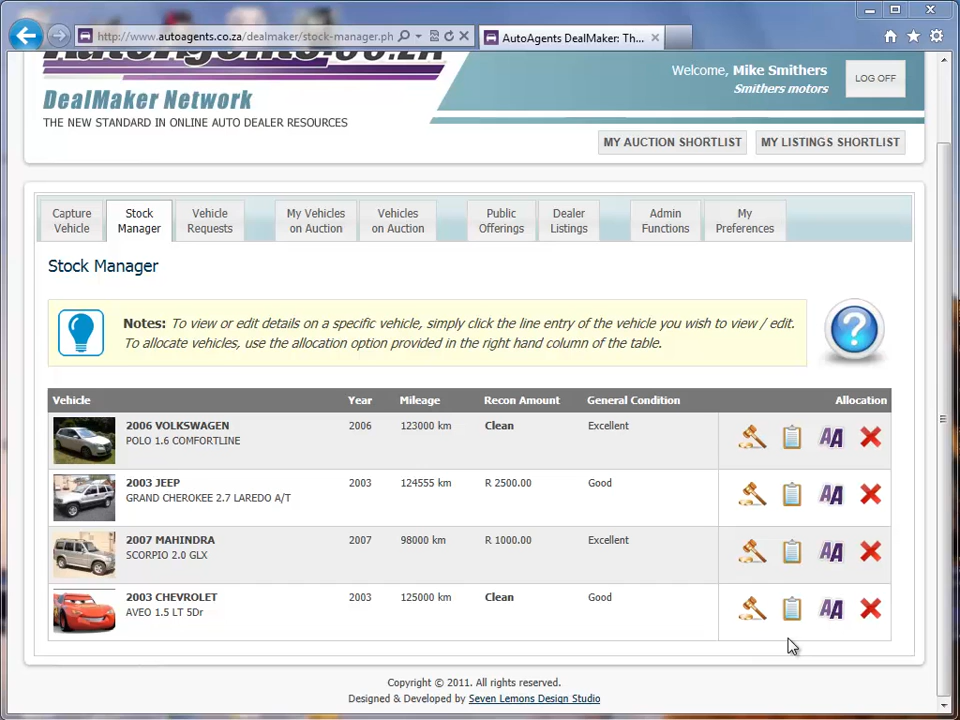 http://www.autoagents.co.za/dealmaker/stock-manager.ph
AutoAgents DealMaker: Th...
DealMaker Network
THE NEW STANDARD IN ONLINE AUTO DEALER RESOURCES
Welcome, Mike Smithers
Smithers motors
LOG OFF
MY AUCTION SHORTLIST
MY LISTINGS SHORTLIST
Capture Vehicle
Stock Manager
Vehicle Requests
My Vehicles on Auction
Vehicles on Auction
Public Offerings
Dealer Listings
Admin Functions
My Preferences
Stock Manager
Notes: To view or edit details on a specific vehicle, simply click the line entry of the vehicle you wish to view / edit.
To allocate vehicles, use the allocation option provided in the right hand column of the table.
Vehicle Year Mileage Recon Amount General Condition Allocation
2006 VOLKSWAGEN 2006 123000 km Clean Excellent
POLO 1.6 COMFORTLINE
AA
2003 JEEP 2003 124555 km R 2500.00 Good
GRAND CHEROKEE 2.7 LAREDO A/T
AA
2007 MAHINDRA 2007 98000 km R 1000.00 Excellent
SCORPIO 2.0 GLX
AA
2003 CHEVROLET 2003 125000 km Clean Good
AVEO 1.5 LT 5Dr
AA
Copyright © 2011. All rights reserved.
Designed & Developed by Seven Lemons Design Studio